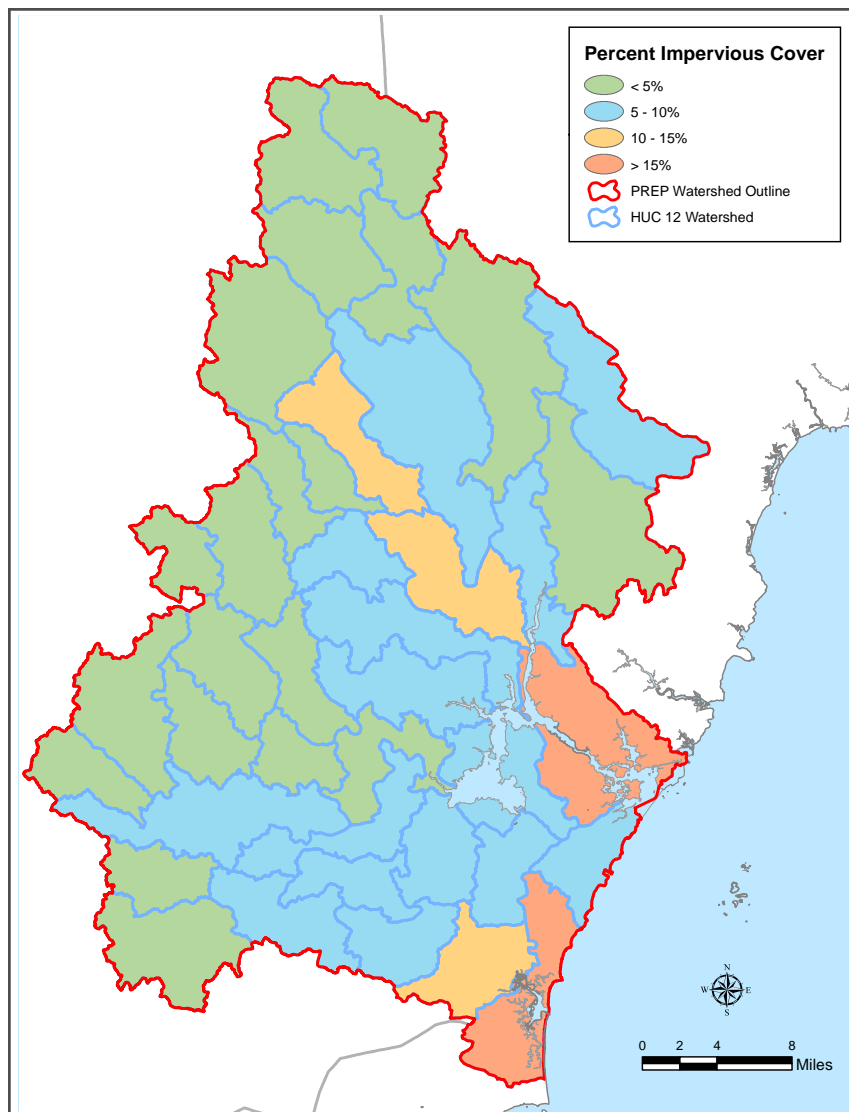 Percent Impervious Cover
< 5%
5 - 10%
10 - 15%
> 15%
PREP Watershed Outline
HUC 12 Watershed
N
W E
S
0 2 4 8
Miles